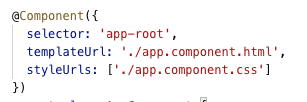 @Component({
  selector: 'app-root',
  templateUrl: './app.component.html',
  styleUrls: ['./app.component.css']
})